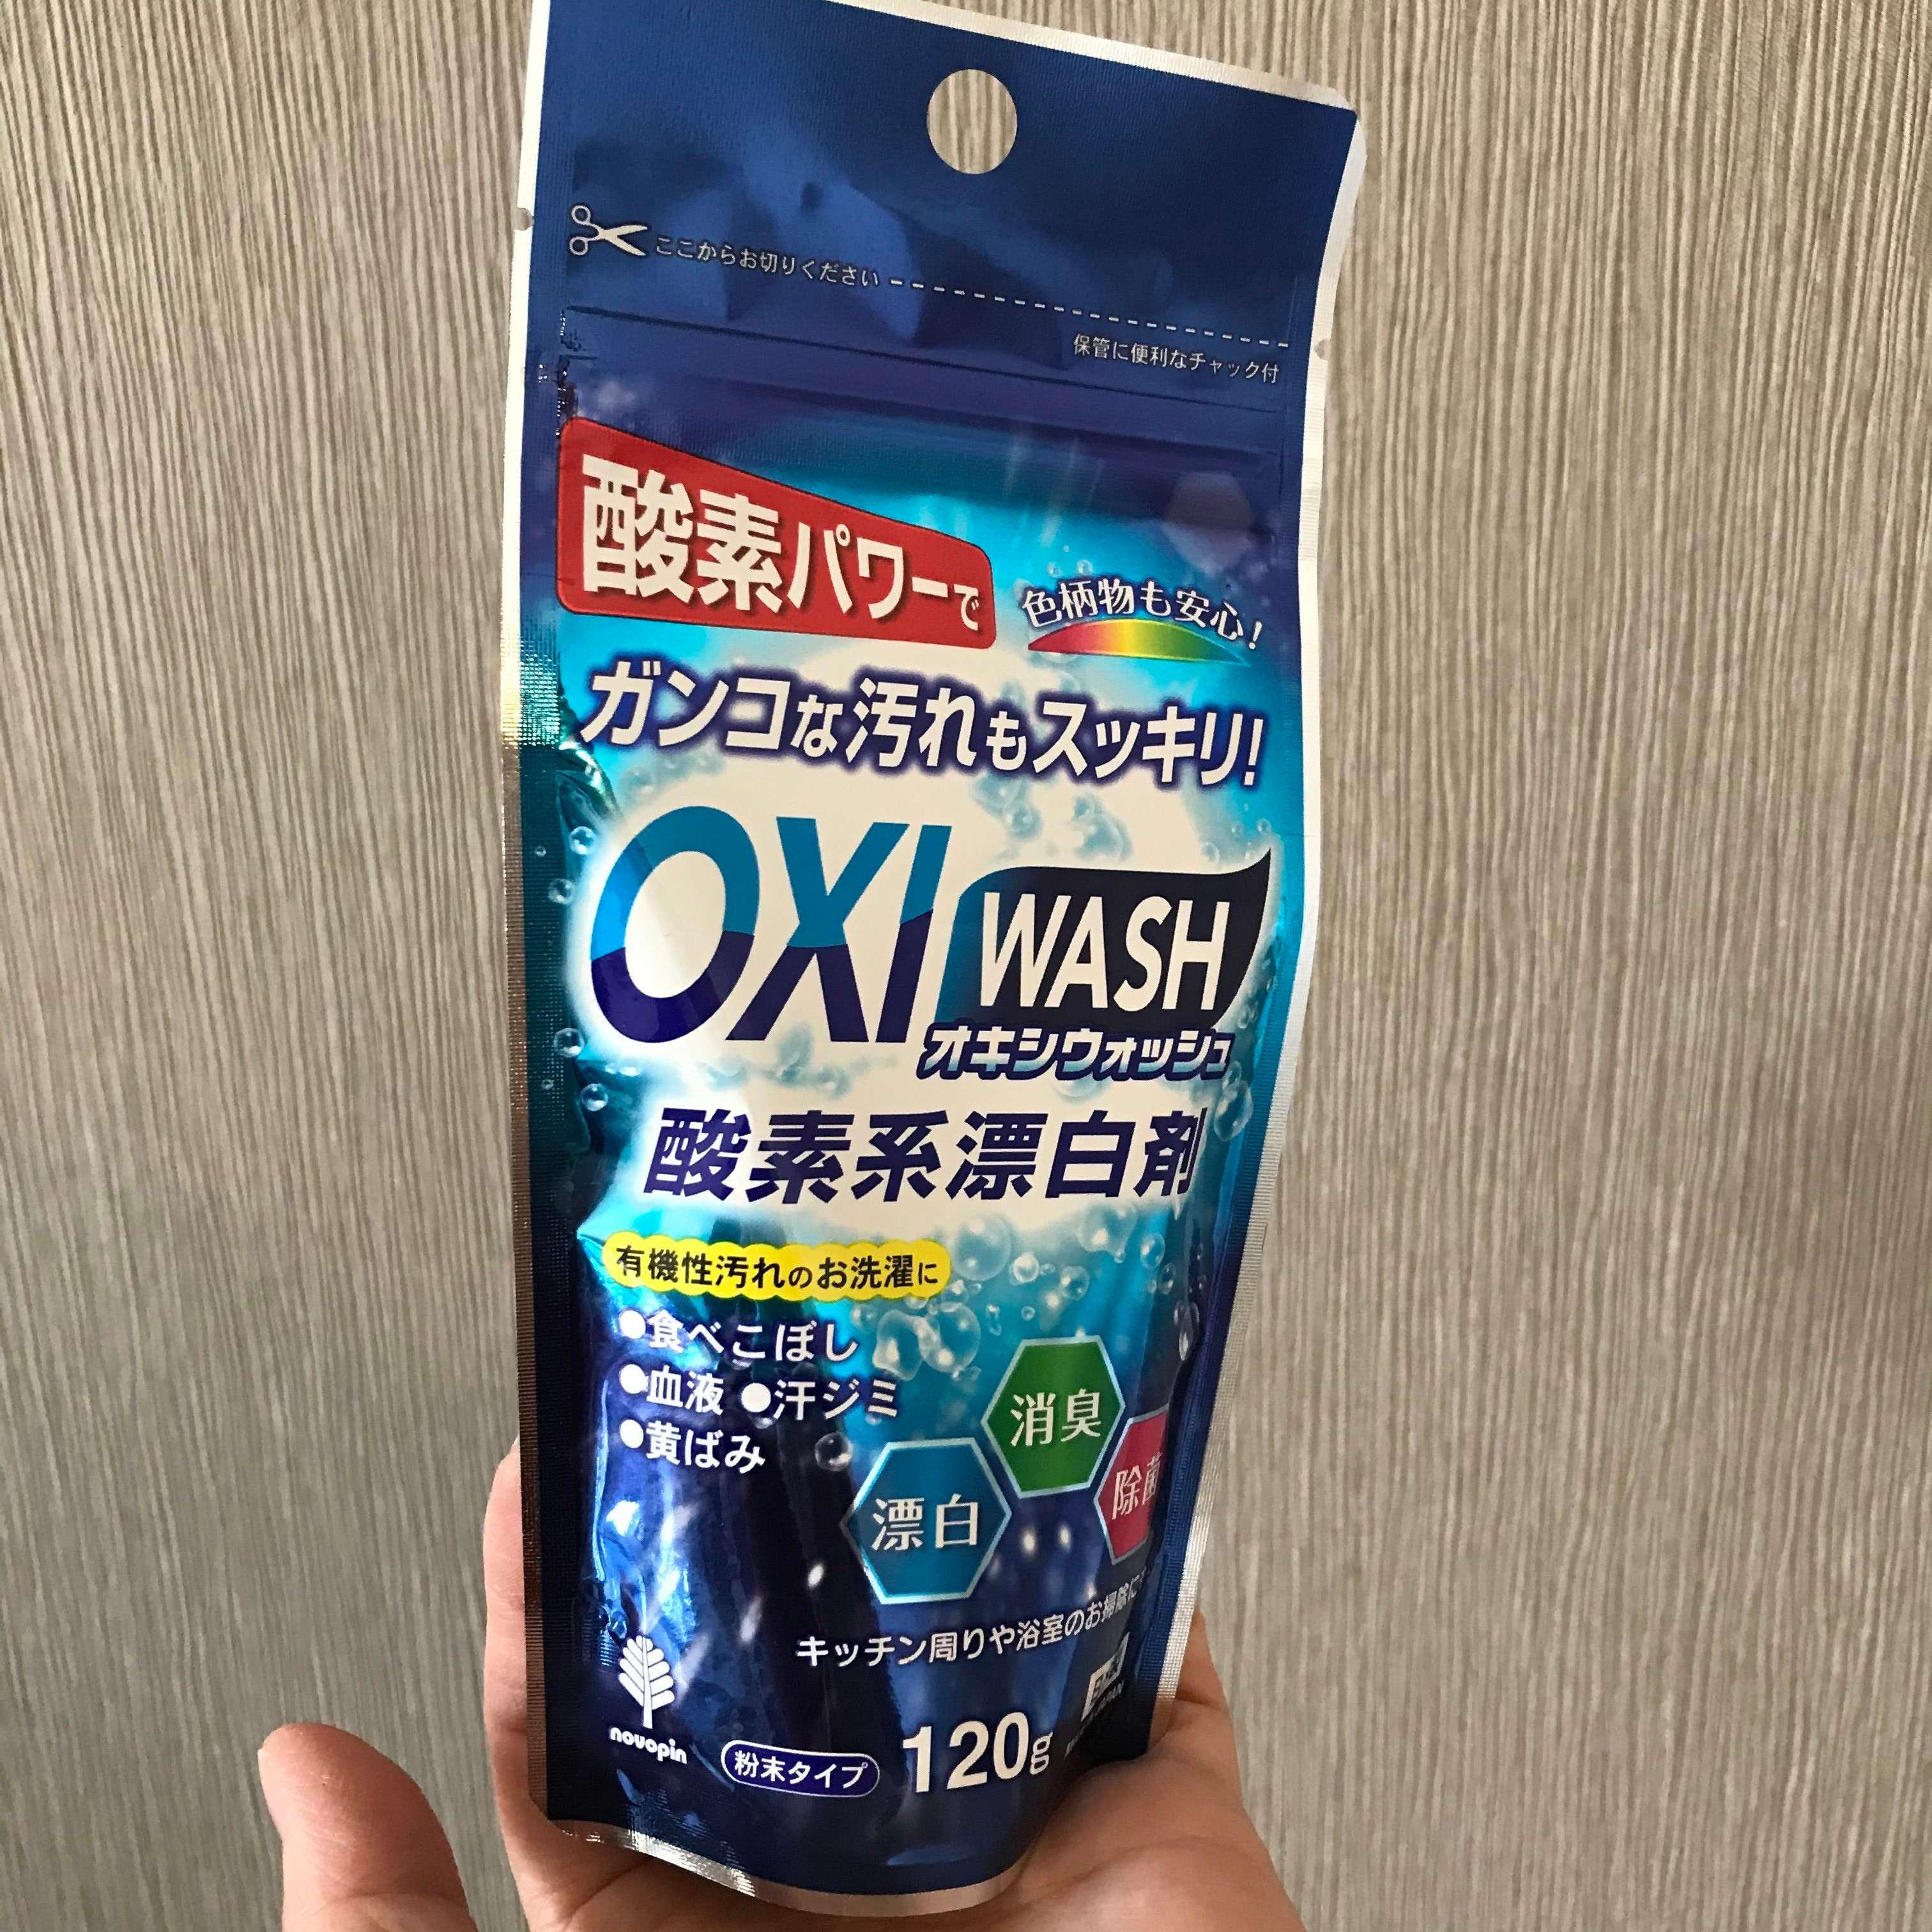 ここからお切りください
保管に便利なチャック付
酸素パワーで
色柄物も安心!
ガンコな汚れもスッキリ!
OXI WASH
オキシウォッシュ
酸素系漂白剤
有機性汚れのお洗濯に
●食べこぼし
●血液 ●汗ジミ
●黄ばみ
消臭
漂白
除菌
キッチン周りや浴室のお掃除に
novopin
粉末タイプ
120g